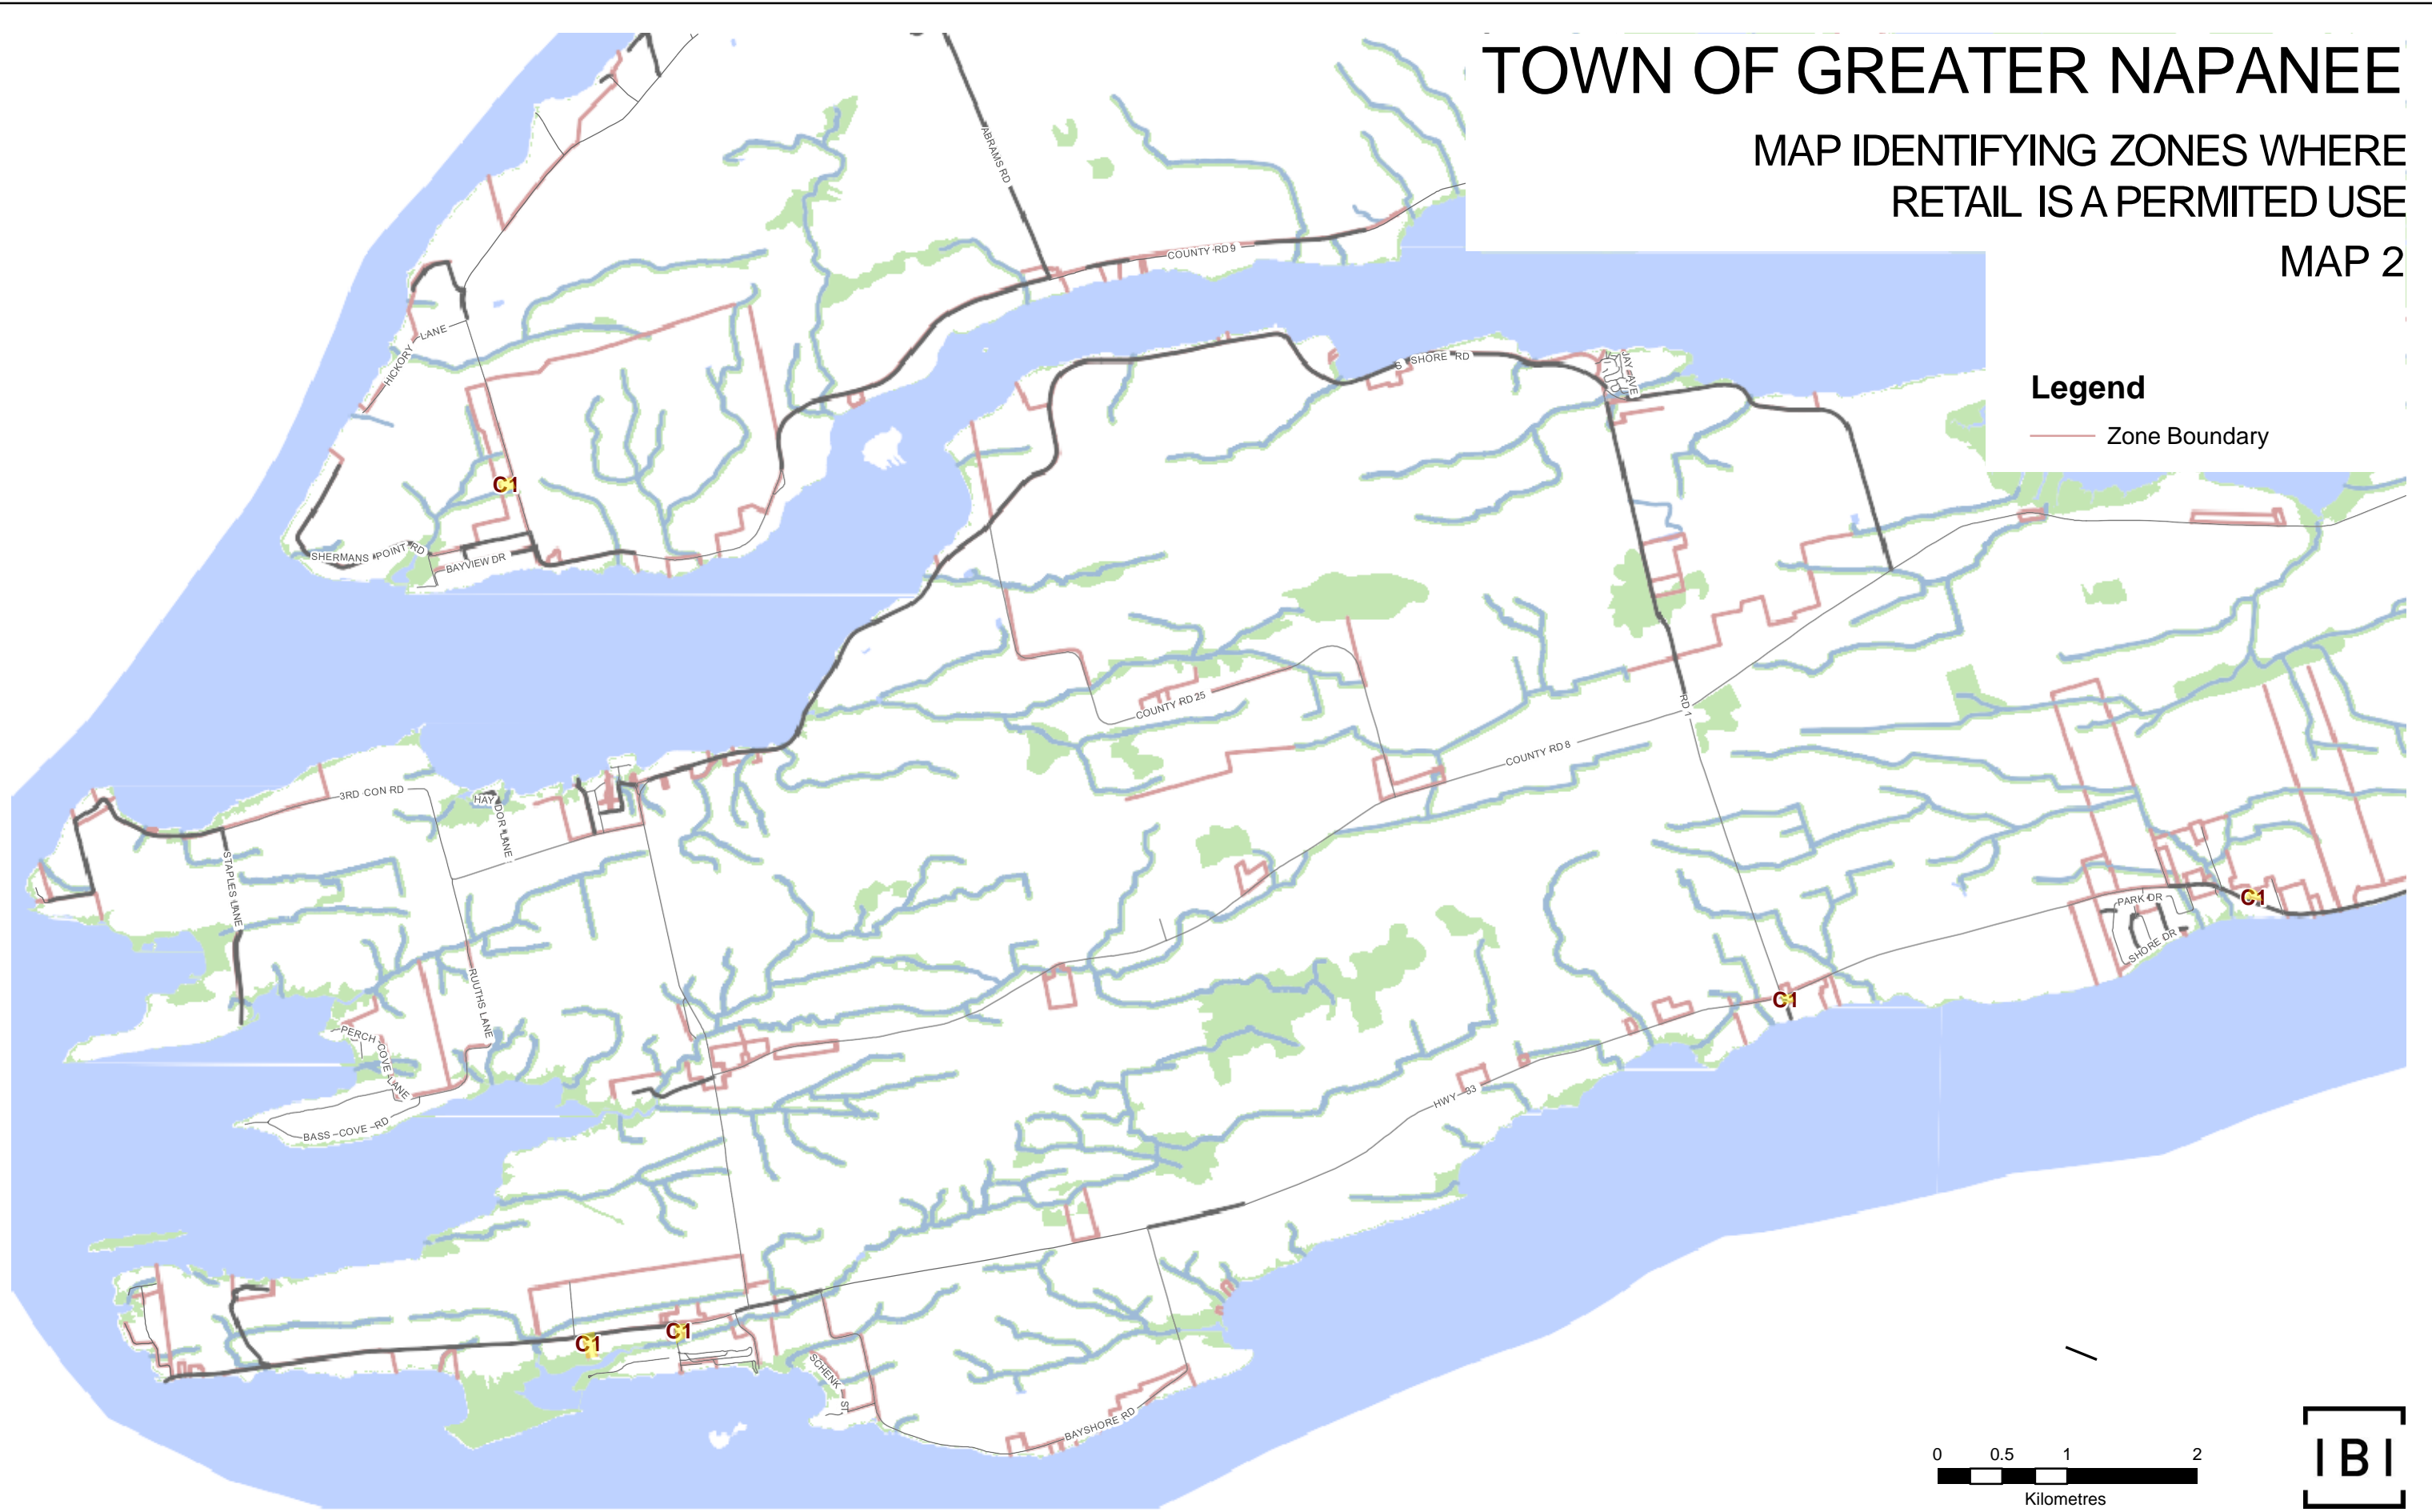 TOWN OF GREATER NAPANEE
MAP IDENTIFYING ZONES WHERE
RETAIL IS A PERMITED USE
MAP 2
Legend
Zone Boundary
ABRAMS RD
COUNTY RD 9
HICKORY LANE
S SHORE RD
JAY AVE
C1
SHERMANS POINT RD
BAYVIEW DR
COUNTY RD 25
RD 1
COUNTY RD 8
3RD CON RD
HAY
DOR LANE
STAPLES LANE
PARK DR
C1
SHORE DR
RUUTHS LANE
C1
PERCH COVE LANE
HWY 33
BASS COVE RD
C1
C1
SCHENK ST
BAYSHORE RD
0 0.5 1 2
Kilometres
IBI